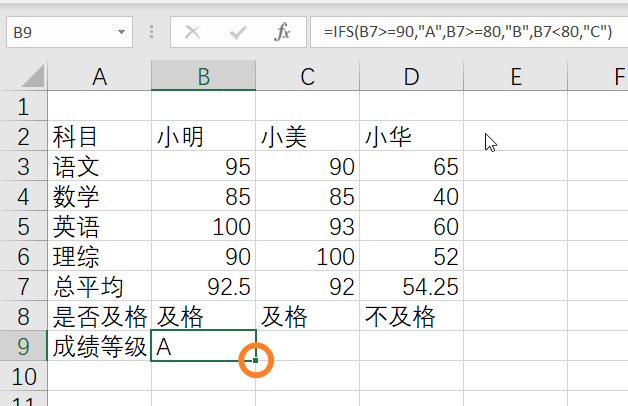 B9 fx =IFS(B7>=90,"A",B7>=80,"B",B7<80,"C")
A B C D E F
1
2 科目 小明 小美 小华
3 语文 95 90 65
4 数学 85 85 40
5 英语 100 93 60
6 理综 90 100 52
7 总平均 92.5 92 54.25
8 是否及格 及格 及格 不及格
9 成绩等级 A
10
11